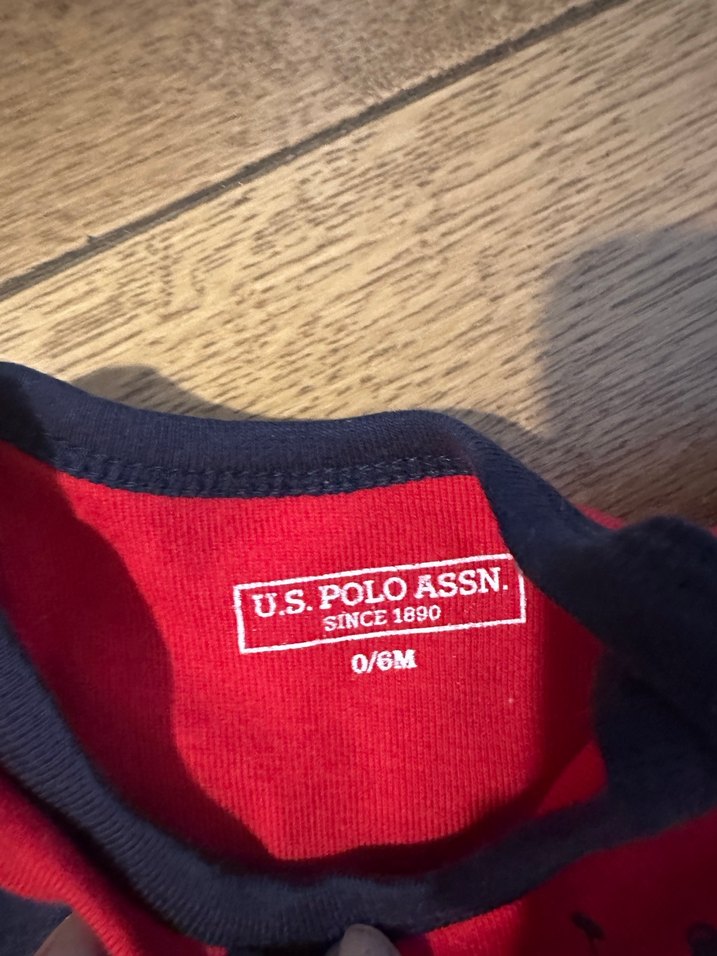 U.S. POLO ASSN.
SINCE 1890
0/6M